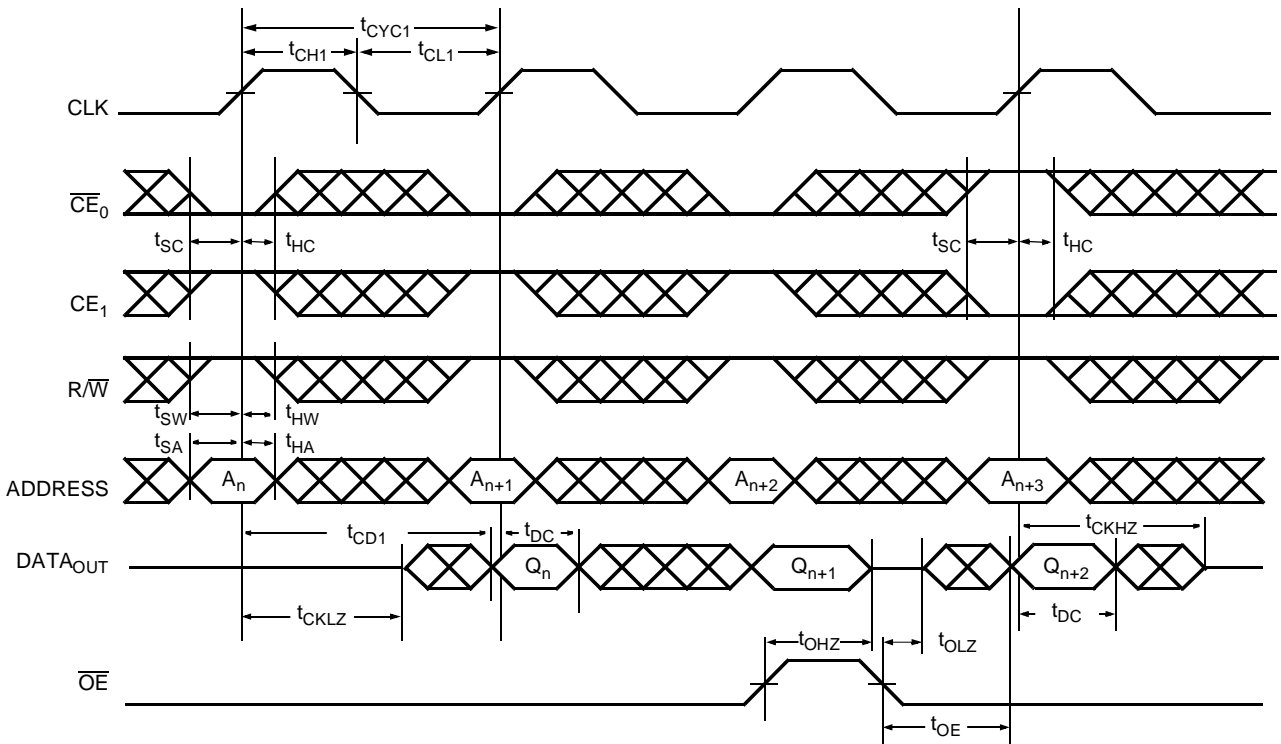 tCYC1
tCH1
tCL1
CLK
CE0
tSC
tHC
tSC
tHC
CE1
R/W
tSW
tHW
tSA
tHA
ADDRESS
An
An+1
An+2
An+3
tCD1
tDC
tCKHZ
DATAOUT
Qn
Qn+1
Qn+2
tCKLZ
tDC
tOHZ
tOLZ
OE
tOE